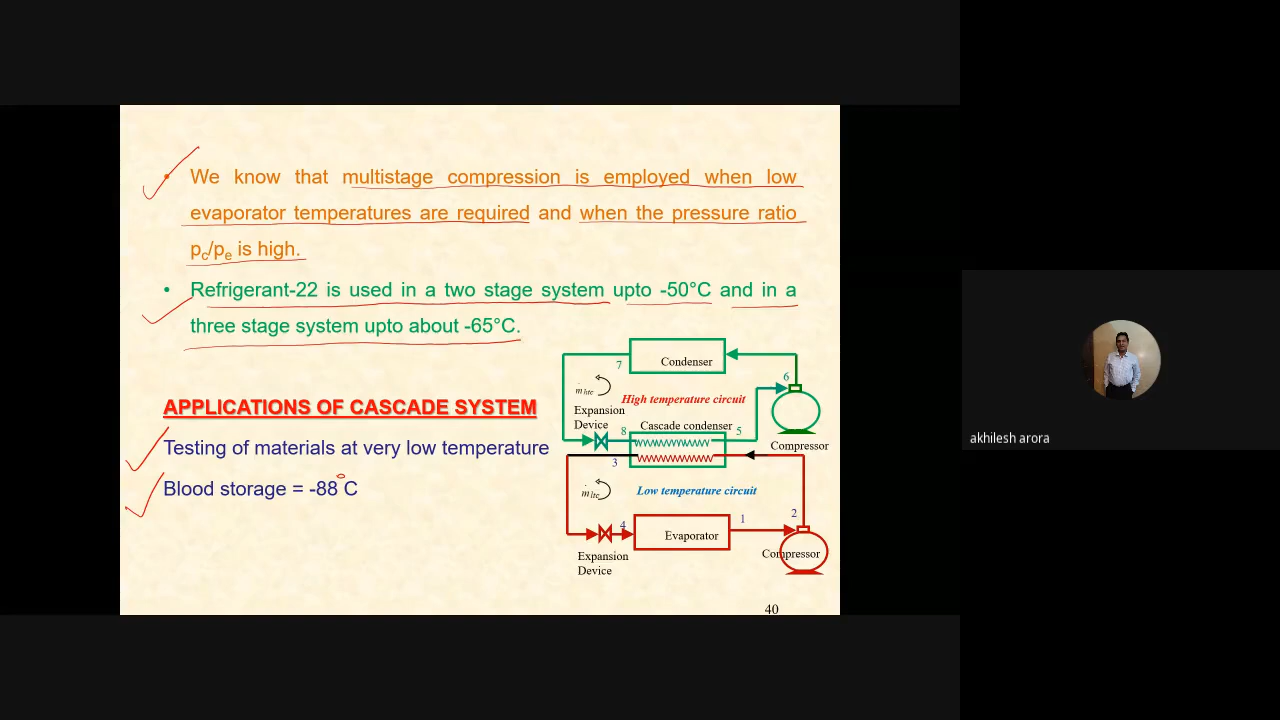 • We know that multistage compression is employed when low
evaporator temperatures are required and when the pressure ratio
pc/pe is high.
• Refrigerant-22 is used in a two stage system upto -50°C and in a
three stage system upto about -65°C.
APPLICATIONS OF CASCADE SYSTEM
Testing of materials at very low temperature
Blood storage = -88°C
Condenser
7
6
ṁhtc
High temperature circuit
Expansion
Device
Cascade condenser
8
5
Compressor
3
ṁltc
Low temperature circuit
4
1
2
Evaporator
Compressor
Expansion
Device
40
akhilesh arora